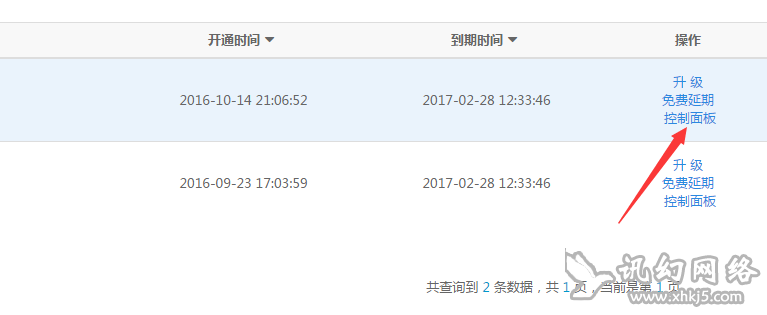 开通时间 到期时间 操作
2016-10-14 21:06:52 2017-02-28 12:33:46 升 级
免费延期
控制面板
2016-09-23 17:03:59 2017-02-28 12:33:46 升 级
免费延期
控制面板
共查询到 2 条数据，共 1 页，当前是第 1 页
讯幻网络
www.xhkj5.com